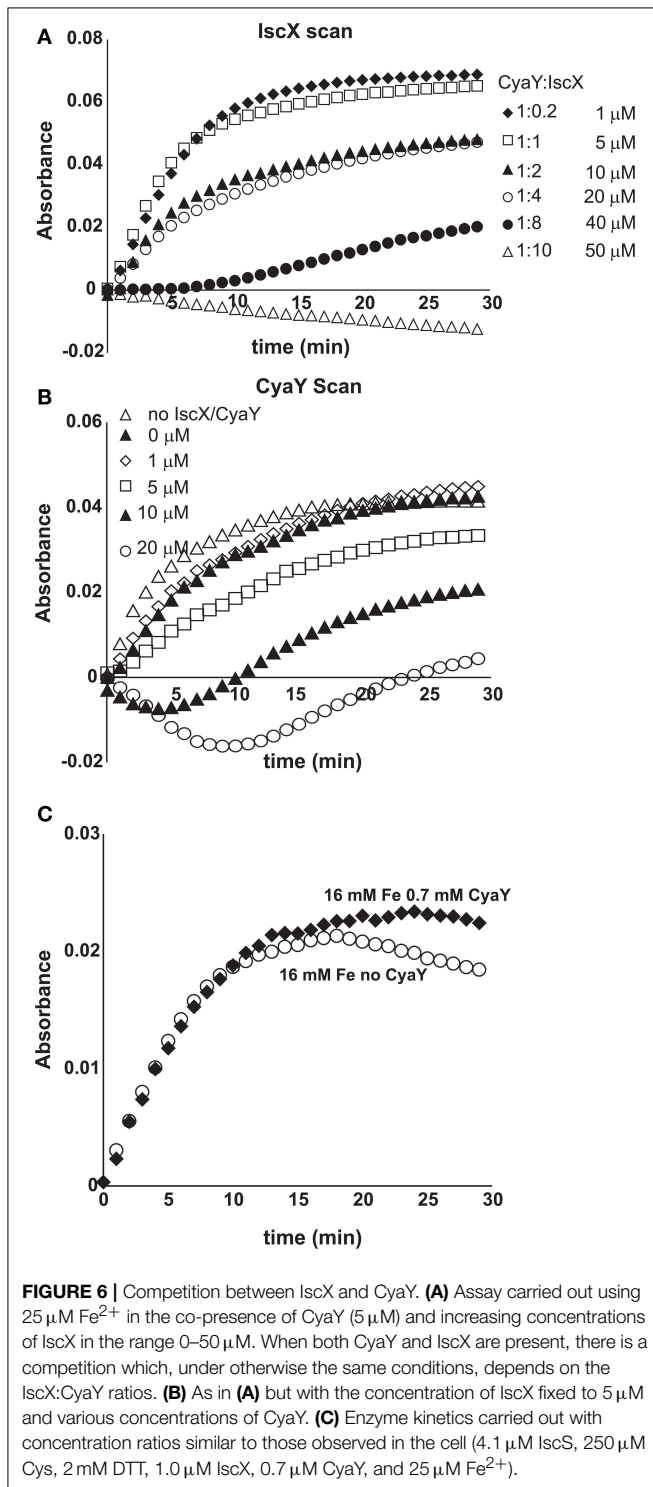 A
IscX scan
0.08
0.06
0.04
0.02
0
-0.02
Absorbance
5
10
15
20
25
30
time (min)
CyaY:IscX
◆ 1:0.2 1 μM
□ 1:1 5 μM
▲ 1:2 10 μM
○ 1:4 20 μM
● 1:8 40 μM
△ 1:10 50 μM
B
CyaY Scan
0.06
0.04
0.02
0
-0.02
Absorbance
△ no IscX/CyaY
▲ 0 μM
◇ 1 μM
□ 5 μM
▲ 10 μM
○ 20 μM
5
10
15
20
25
30
time (min)
C
0.03
0.02
0.01
0
Absorbance
16 mM Fe 0.7 mM CyaY
16 mM Fe no CyaY
0
5
10
15
20
25
30
time (min)
FIGURE 6 | Competition between IscX and CyaY. (A) Assay carried out using
25 μM Fe²⁺ in the co-presence of CyaY (5 μM) and increasing concentrations
of IscX in the range 0–50 μM. When both CyaY and IscX are present, there is a
competition which, under otherwise the same conditions, depends on the
IscX:CyaY ratios. (B) As in (A) but with the concentration of IscX fixed to 5 μM
and various concentrations of CyaY. (C) Enzyme kinetics carried out with
concentration ratios similar to those observed in the cell (4.1 μM IscS, 250 μM
Cys, 2 mM DTT, 1.0 μM IscX, 0.7 μM CyaY, and 25 μM Fe²⁺).